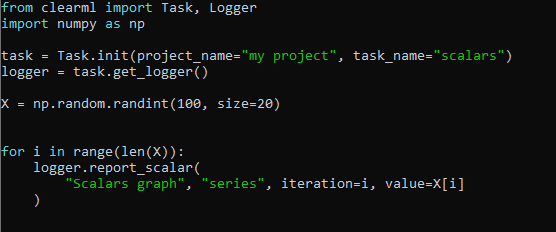 from clearml import Task, Logger
import numpy as np

task = Task.init(project_name="my project", task_name="scalars")
logger = task.get_logger()

X = np.random.randint(100, size=20)


for i in range(len(X)):
    logger.report_scalar(
        "Scalars graph", "series", iteration=i, value=X[i]
    )